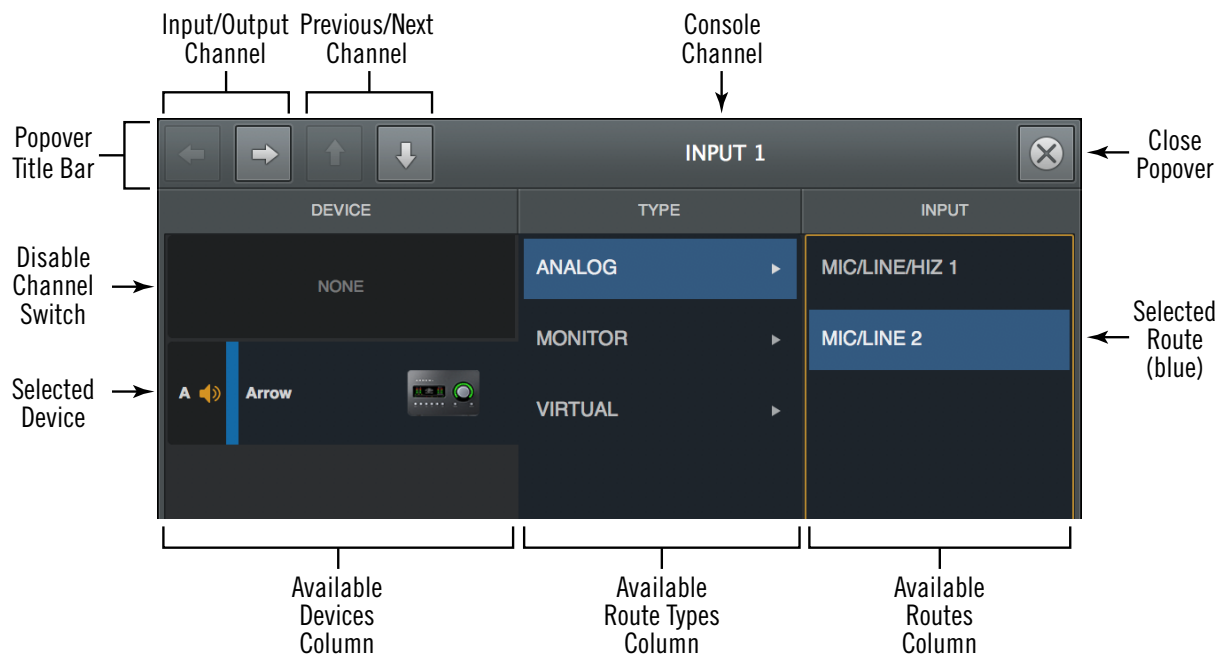 Input/Output
Channel
Previous/Next
Channel
Console
Channel
Popover
Title Bar
INPUT 1
Close
Popover
DEVICE
TYPE
INPUT
Disable
Channel
Switch
NONE
ANALOG
MIC/LINE/HIZ 1
MONITOR
MIC/LINE 2
Selected
Route
(blue)
Selected
Device
A
Arrow
VIRTUAL
Available
Devices
Column
Available
Route Types
Column
Available
Routes
Column